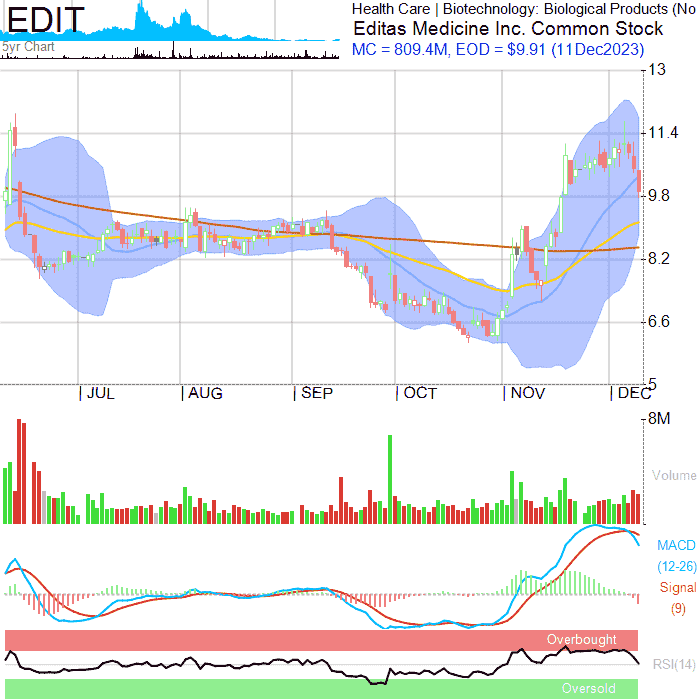 EDIT
Health Care | Biotechnology: Biological Products (No
Editas Medicine Inc. Common Stock
5yr Chart
MC = 809.4M, EOD = $9.91 (11Dec2023)
13
11.4
9.8
8.2
6.6
5
| JUL | AUG | SEP | OCT | NOV | DEC
8M
Volume
MACD
(12-26)
Signal
(9)
Overbought
RSI(14)
Oversold